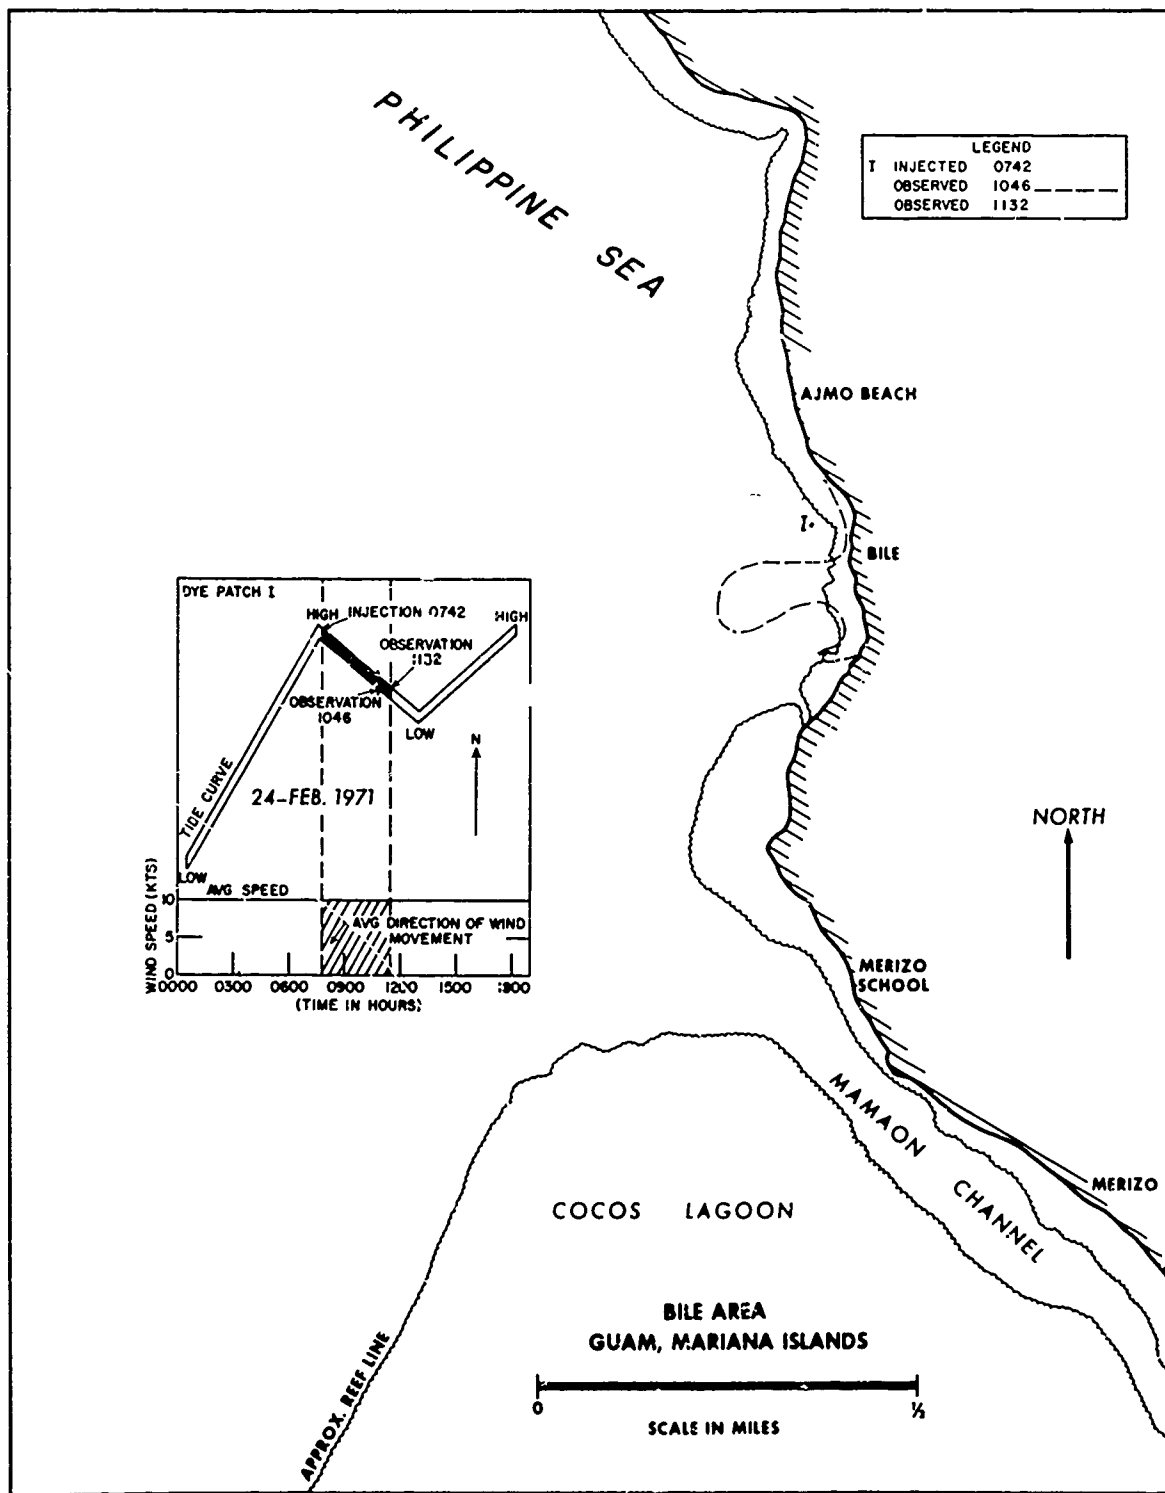 PHILIPPINE SEA
LEGEND
I INJECTED 0742
OBSERVED 1046
OBSERVED 1132
AJMO BEACH
I
BILE
DYE PATCH I
HIGH
INJECTION 0742
HIGH
OBSERVATION
1132
OBSERVATION
1046
LOW
N
TIDE CURVE
24-FEB. 1971
LOW
AVG SPEED
WIND SPEED (KTS)
10
5
0
AVG DIRECTION OF WIND
MOVEMENT
0000 0300 0600 0900 1200 1500 1800
(TIME IN HOURS)
NORTH
MERIZO
SCHOOL
MAMAON CHANNEL
MERIZO
COCOS LAGOON
BILE AREA
GUAM, MARIANA ISLANDS
0 ½
SCALE IN MILES
APPROX. REEF LINE